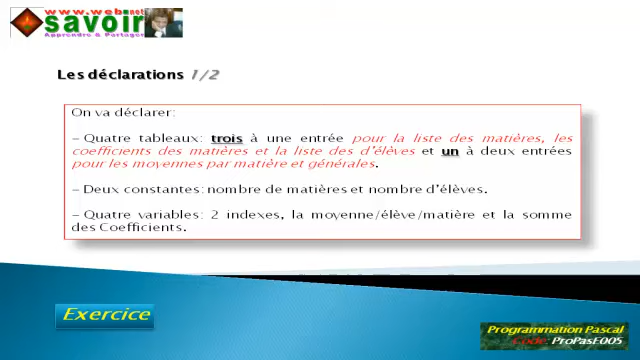 www.web.net
savoir
Apprendre & Partager
Les déclarations 1/2
On va déclarer:
– Quatre tableaux: trois à une entrée pour la liste des matières, les
coefficients des matières et la liste des d'élèves et un à deux entrées
pour les moyennes par matière et générales.
– Deux constantes: nombre de matières et nombre d'élèves.
– Quatre variables: 2 indexes, la moyenne/élève/matière et la somme
des Coefficients.
Exercice
Programmation Pascal
Code: ProPasE005